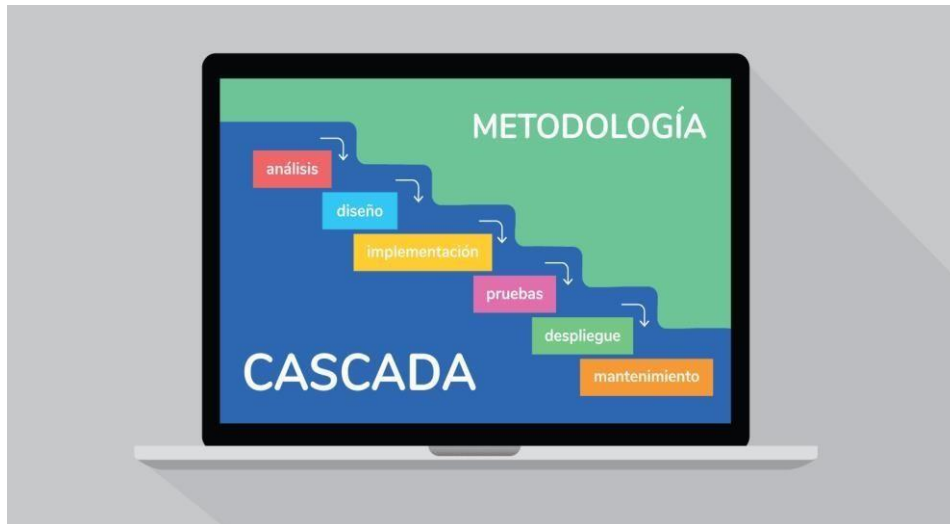 METODOLOGÍA
análisis
diseño
implementación
pruebas
despliegue
mantenimiento
CASCADA